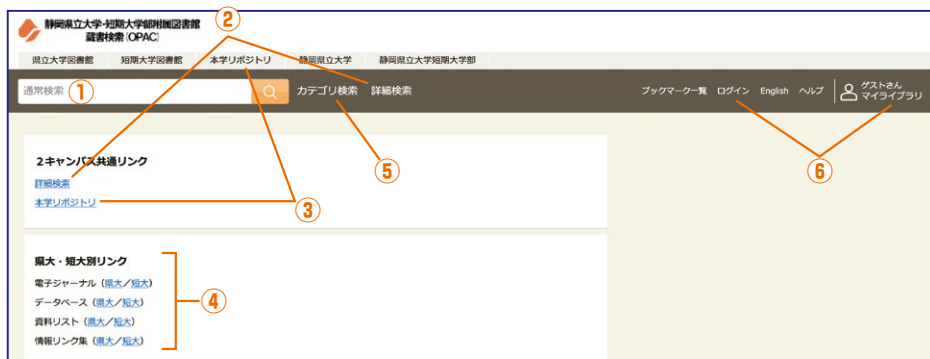 静岡県立大学・短期大学部附属図書館
蔵書検索(OPAC)
②
県立大学図書館 短期大学図書館 本学リポジトリ 静岡県立大学 静岡県立大学短期大学部
通常検索 ① カテゴリ検索 詳細検索 ブックマーク一覧 ログイン English ヘルプ ゲストさん
マイライブラリ
2キャンパス共通リンク
⑤
⑥
詳細検索
本学リポジトリ
③
県大・短大別リンク
電子ジャーナル(県大/短大)
データベース(県大/短大)
④
資料リスト(県大/短大)
情報リンク集(県大/短大)